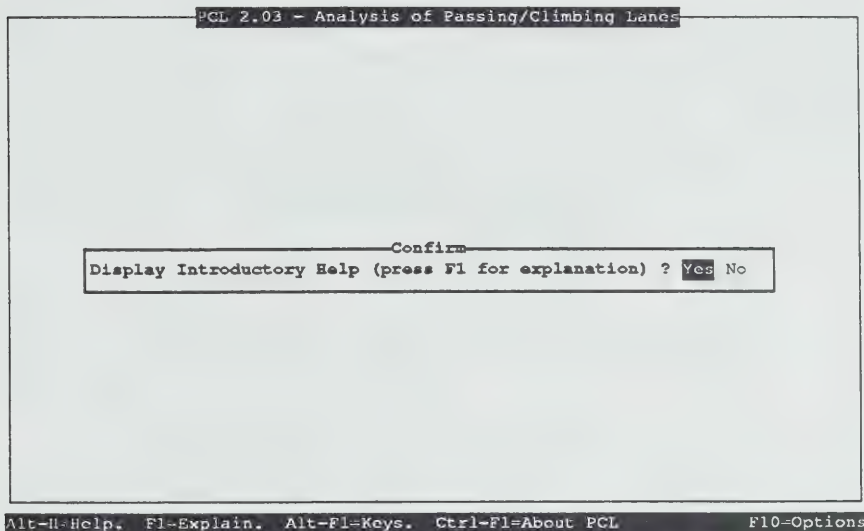 PCL 2.03 - Analysis of Passing/Climbing Lanes
Confirm
Display Introductory Help (press F1 for explanation) ? Yes No
Alt-H-Help. F1-Explain. Alt-F1=Keys. Ctrl-F1=About PCL F10-Options